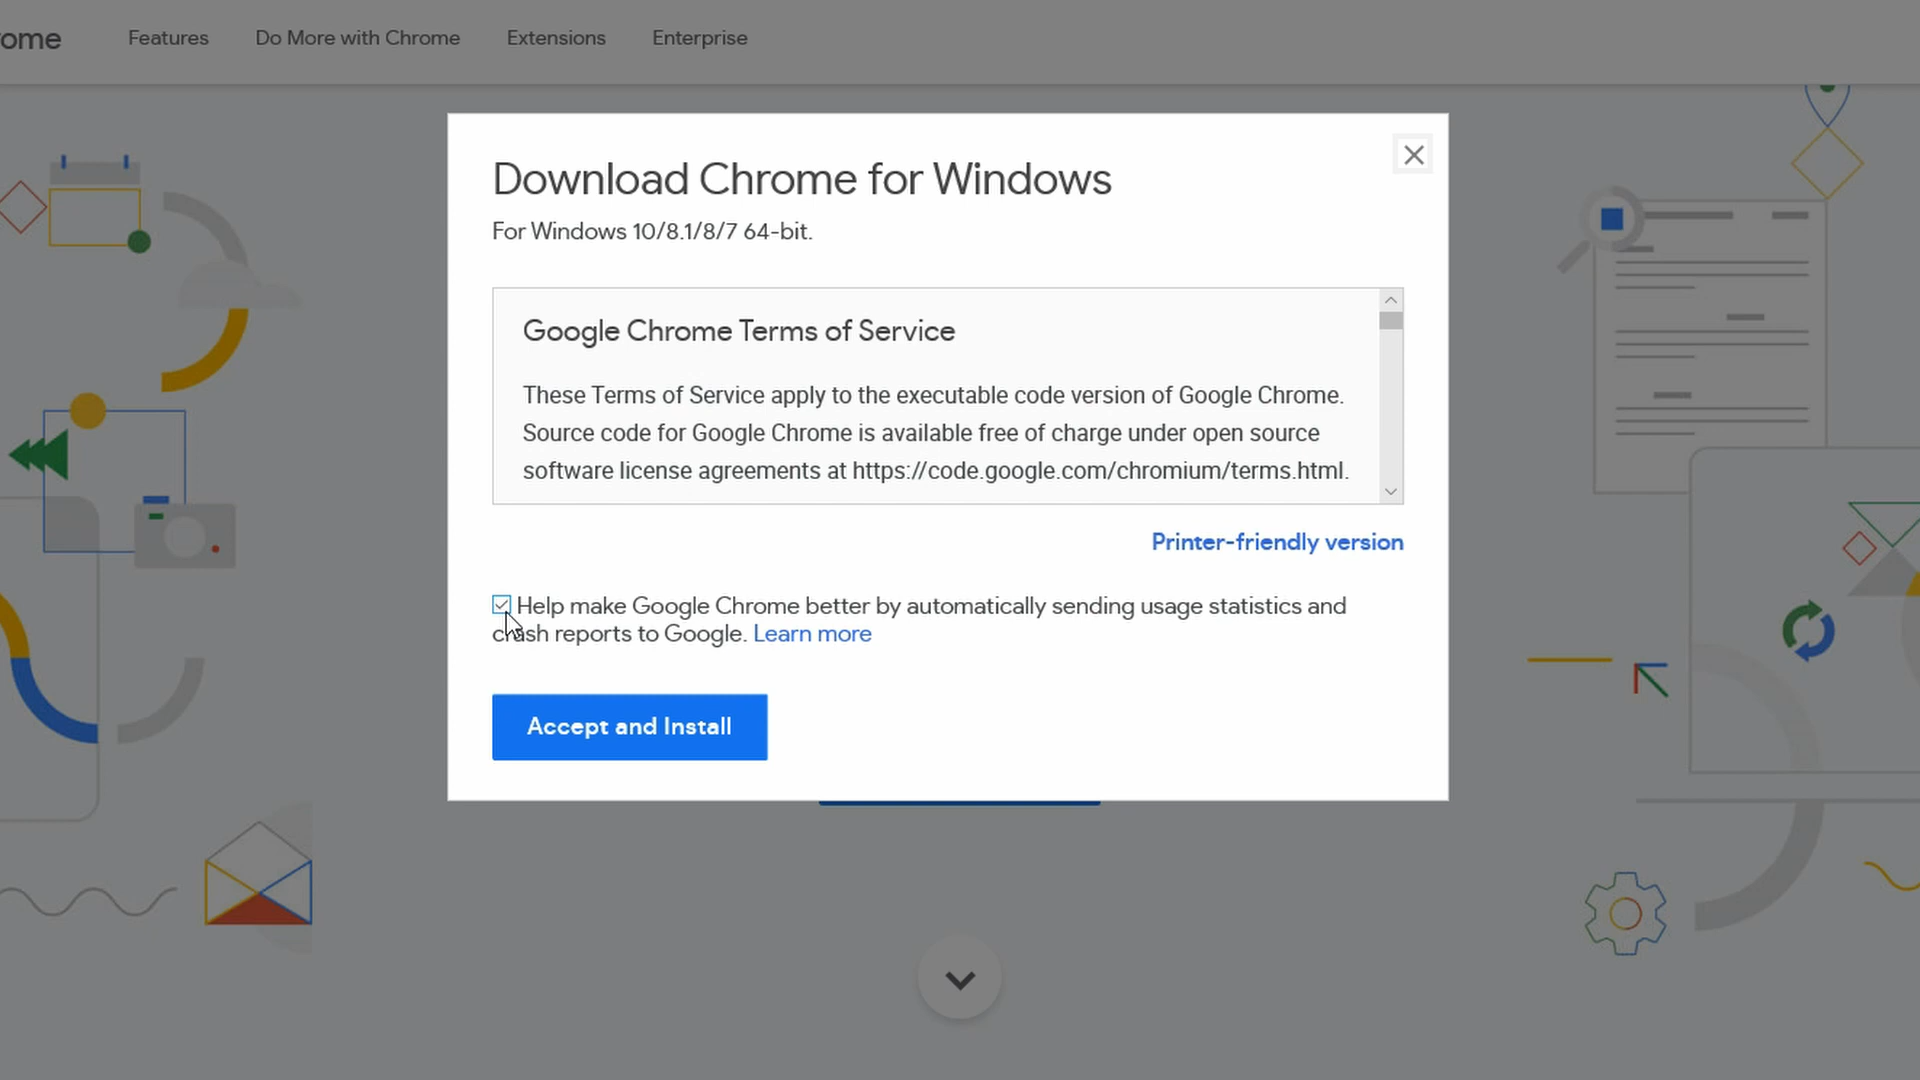 ome Features Do More with Chrome Extensions Enterprise
Download Chrome for Windows
For Windows 10/8.1/8/7 64-bit.
Google Chrome Terms of Service
These Terms of Service apply to the executable code version of Google Chrome.
Source code for Google Chrome is available free of charge under open source
software license agreements at https://code.google.com/chromium/terms.html.
Printer-friendly version
Help make Google Chrome better by automatically sending usage statistics and
crash reports to Google. Learn more
Accept and Install